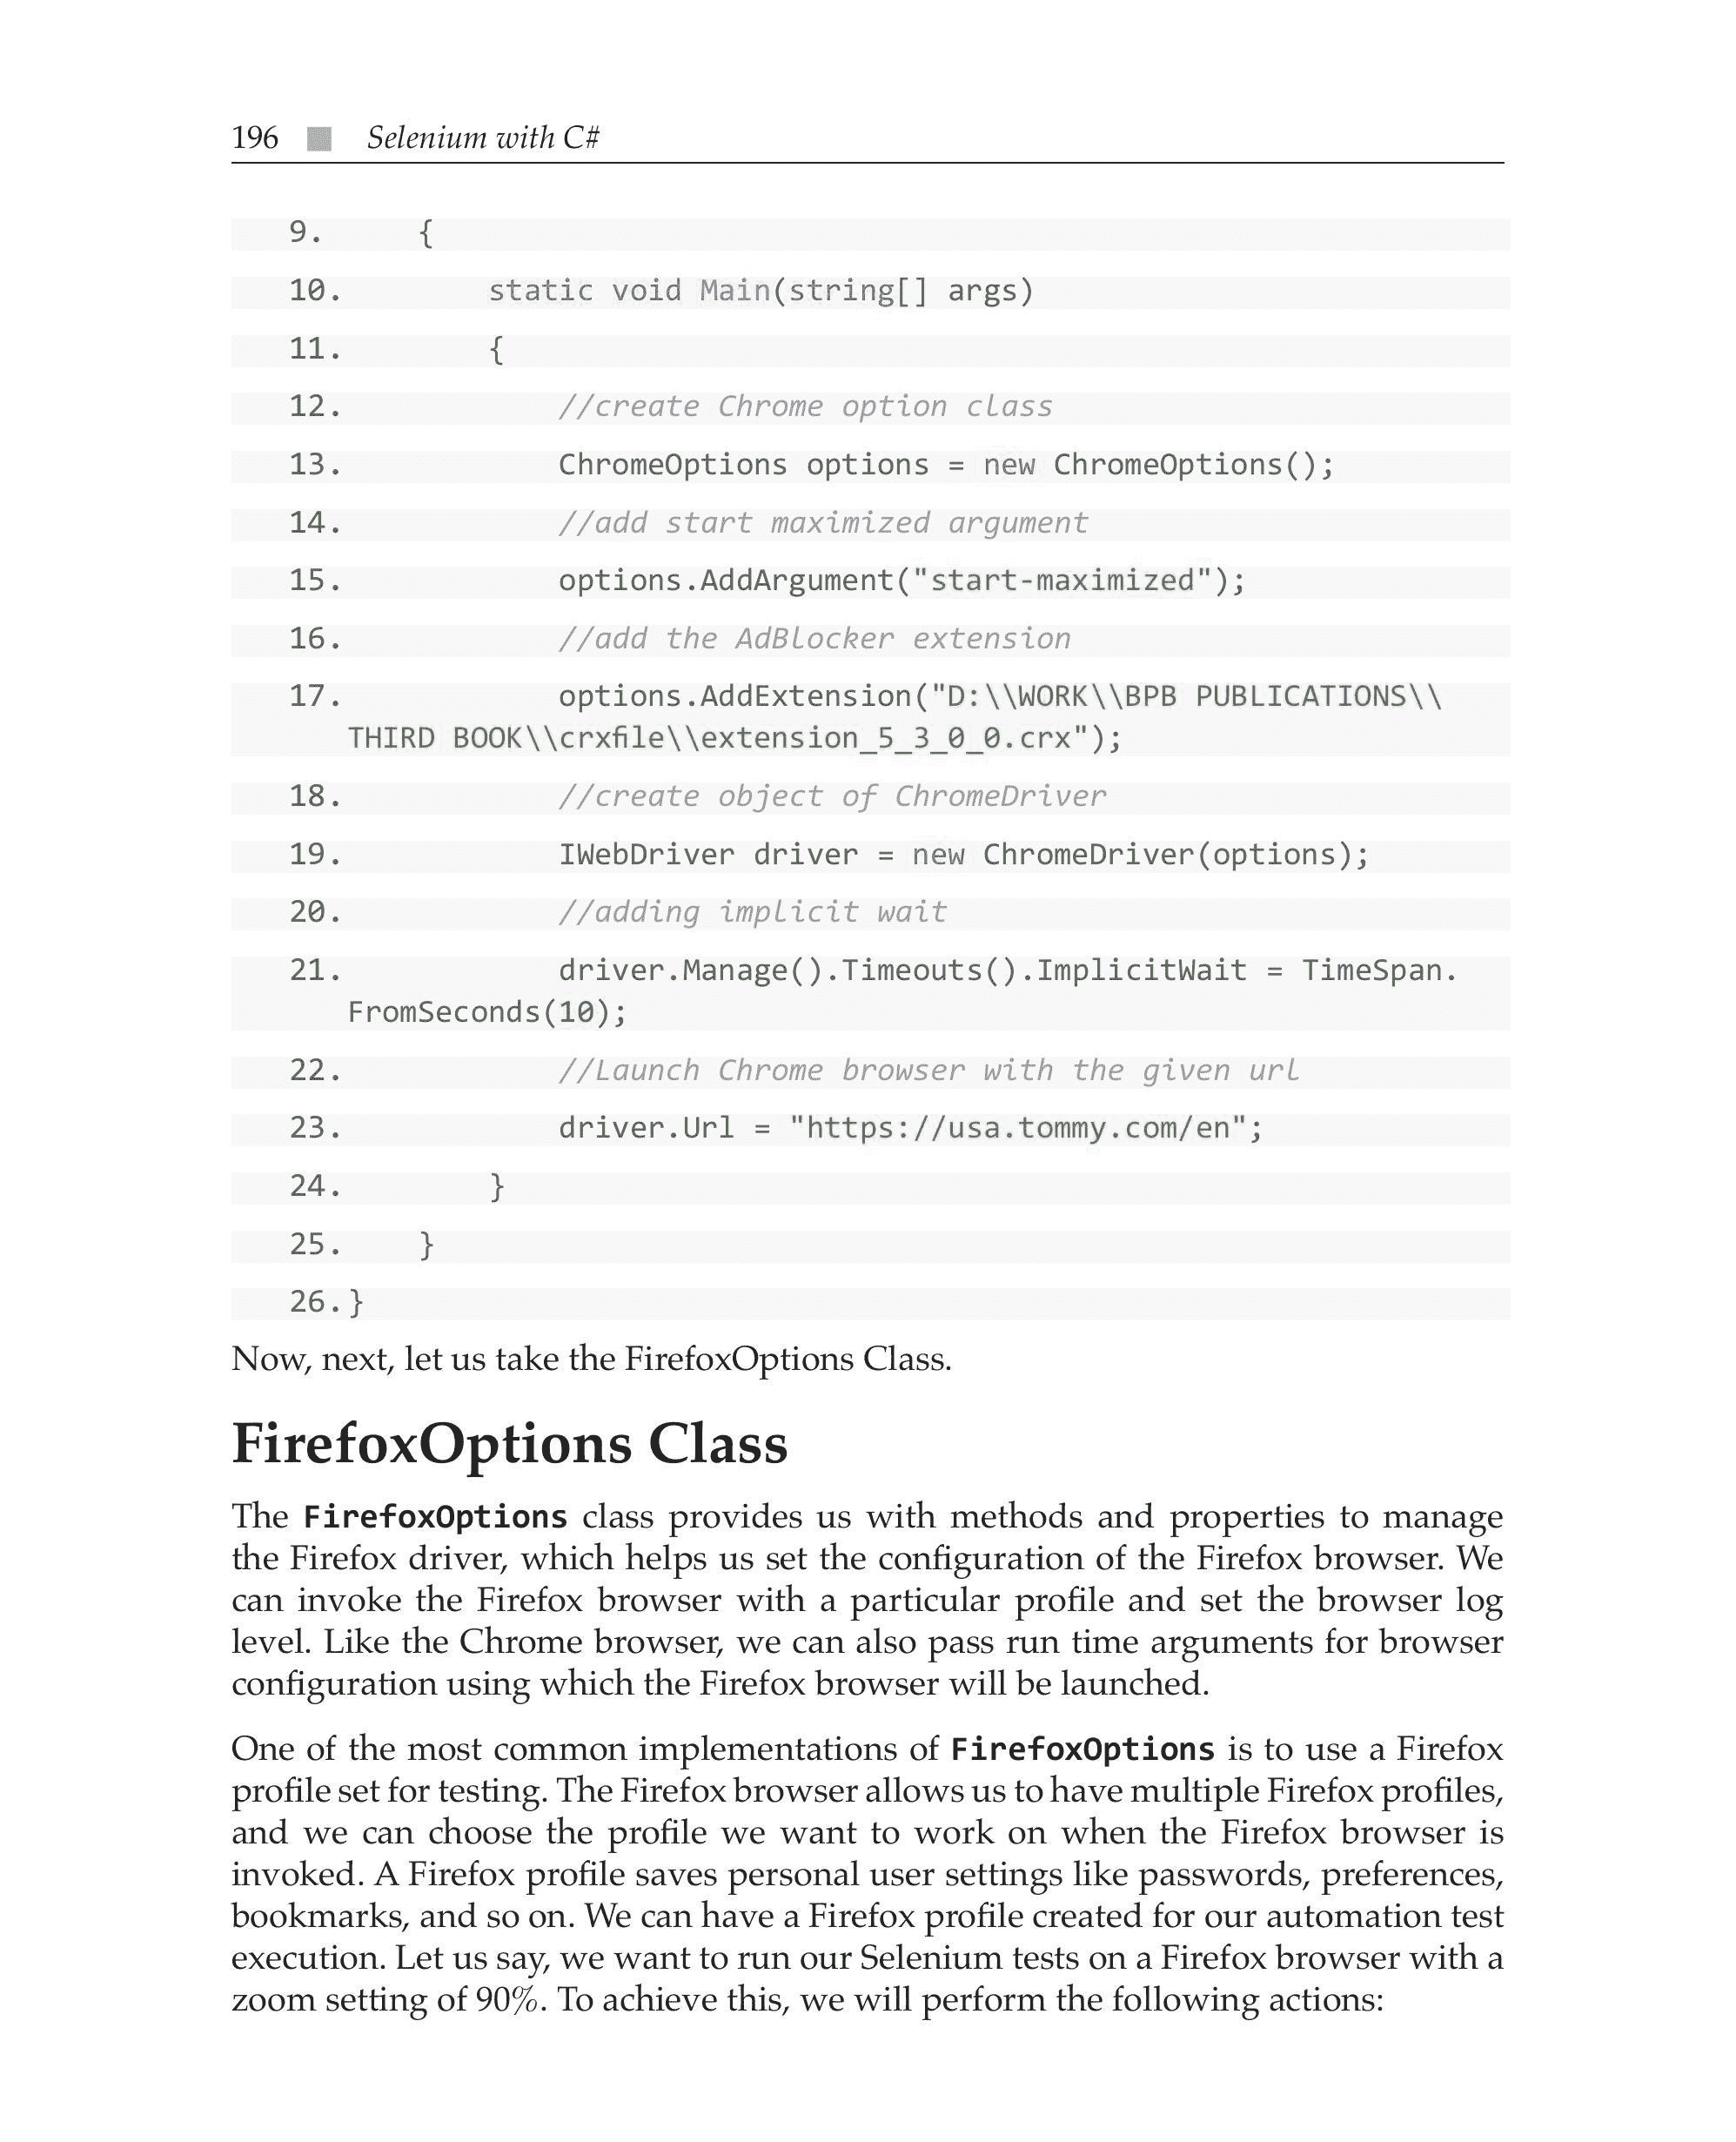 196 Selenium with C#
9. {
10. static void Main(string[] args)
11. {
12. //create Chrome option class
13. ChromeOptions options = new ChromeOptions();
14. //add start maximized argument
15. options.AddArgument("start-maximized");
16. //add the AdBlocker extension
17. options.AddExtension("D:\\WORK\\BPB PUBLICATIONS\\
THIRD BOOK\\crxfile\\extension_5_3_0_0.crx");
18. //create object of ChromeDriver
19. IWebDriver driver = new ChromeDriver(options);
20. //adding implicit wait
21. driver.Manage().Timeouts().ImplicitWait = TimeSpan.
FromSeconds(10);
22. //Launch Chrome browser with the given url
23. driver.Url = "https://usa.tommy.com/en";
24. }
25. }
26. }
Now, next, let us take the FirefoxOptions Class.
FirefoxOptions Class
The FirefoxOptions class provides us with methods and properties to manage
the Firefox driver, which helps us set the configuration of the Firefox browser. We
can invoke the Firefox browser with a particular profile and set the browser log
level. Like the Chrome browser, we can also pass run time arguments for browser
configuration using which the Firefox browser will be launched.
One of the most common implementations of FirefoxOptions is to use a Firefox
profile set for testing. The Firefox browser allows us to have multiple Firefox profiles,
and we can choose the profile we want to work on when the Firefox browser is
invoked. A Firefox profile saves personal user settings like passwords, preferences,
bookmarks, and so on. We can have a Firefox profile created for our automation test
execution. Let us say, we want to run our Selenium tests on a Firefox browser with a
zoom setting of 90%. To achieve this, we will perform the following actions: